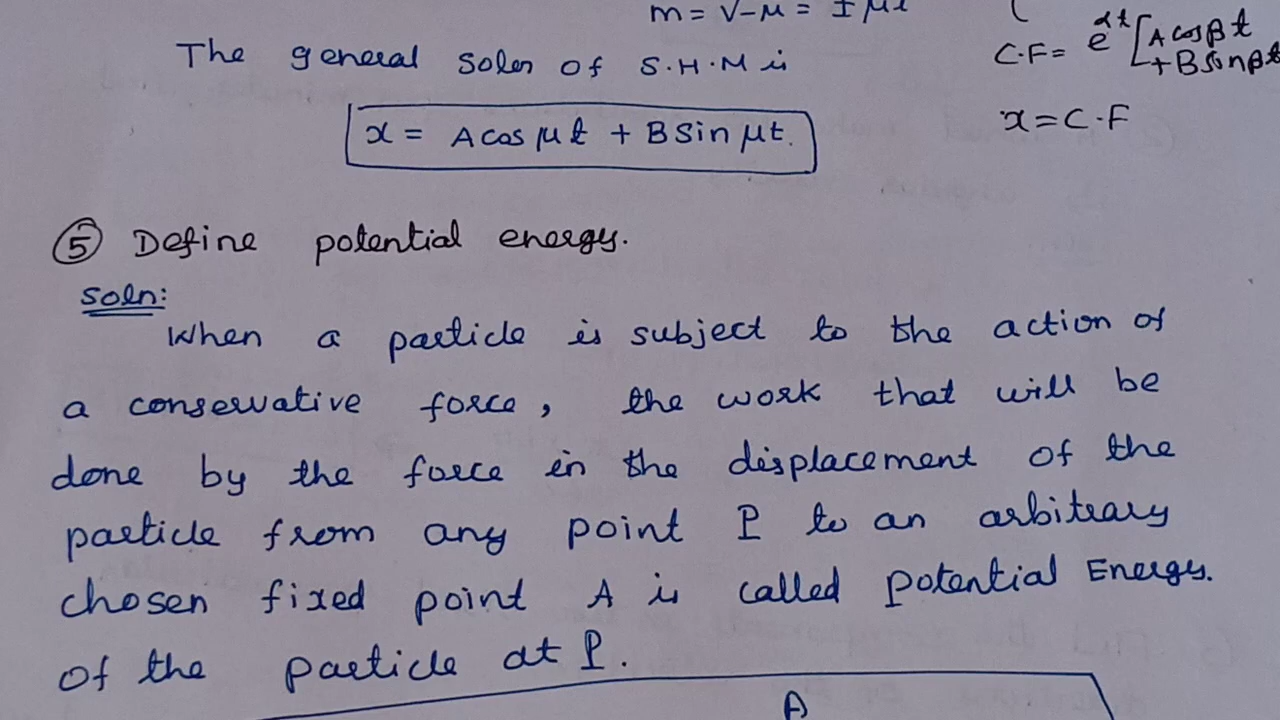 m = √-μ = ± μi
The general soln of S.H.M is
C.F = e^αt [A cos βt
+ B sin βt
x = A cos μt + B sin μt.
x = C.F
⑤ Define potential energy.
Soln:
When a particle is subject to the action of
a conservative force, the work that will be
done by the force in the displacement of the
particle from any point P to an arbitrary
chosen fixed point A is called Potential Energy.
of the particle at P.
A